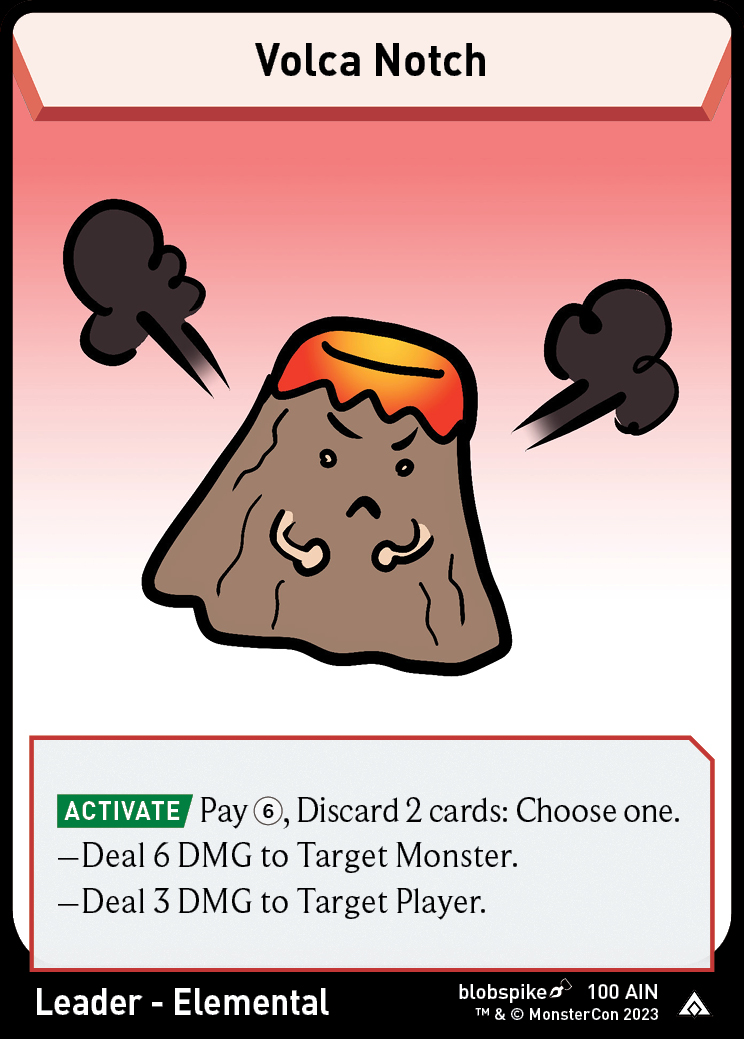 Volca Notch
ACTIVATE Pay ⑥, Discard 2 cards: Choose one.
—Deal 6 DMG to Target Monster.
—Deal 3 DMG to Target Player.
Leader - Elemental
blobspike 100 AIN
™ & © MonsterCon 2023